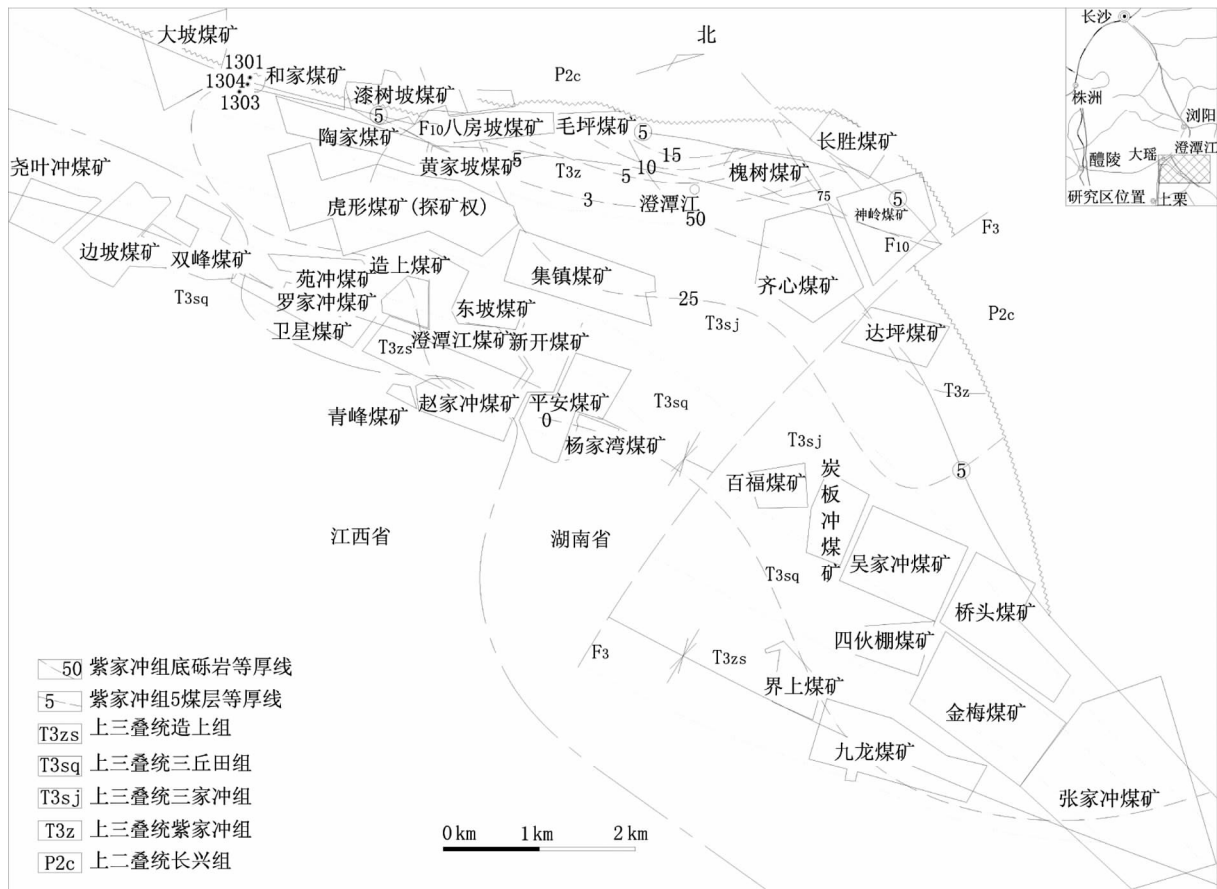 大坡煤矿
北
长沙
1301
和家煤矿
P2c
1304
1303
漆树坡煤矿
5
株洲
浏阳
陶家煤矿
F10
八房坡煤矿
毛坪煤矿
5
长胜煤矿
醴陵
大瑶
澄潭江
研究区位置
上栗
尧叶冲煤矿
黄家坡煤矿
5
T3z
5
10
15
槐树煤矿
虎形煤矿(探矿权)
3
澄潭江
50
75
5
神岭煤矿
F10
F3
边坡煤矿
双峰煤矿
造上煤矿
苑冲煤矿
集镇煤矿
齐心煤矿
T3sq
罗家冲煤矿
东坡煤矿
25
T3sj
P2c
卫星煤矿
T3zs
澄潭江煤矿
新开煤矿
达坪煤矿
青峰煤矿
赵家冲煤矿
平安煤矿
0
T3sq
T3z
杨家湾煤矿
T3sj
百福煤矿
炭板冲煤矿
5
江西省
湖南省
吴家冲煤矿
T3sq
桥头煤矿
四伙棚煤矿
F3
T3zs
界上煤矿
金梅煤矿
九龙煤矿
张家冲煤矿
50 紫家冲组底砾岩等厚线
5 紫家冲组5煤层等厚线
T3zs 上三叠统造上组
T3sq 上三叠统三丘田组
T3sj 上三叠统三家冲组
T3z 上三叠统紫家冲组
P2c 上二叠统长兴组
0 km 1 km 2 km